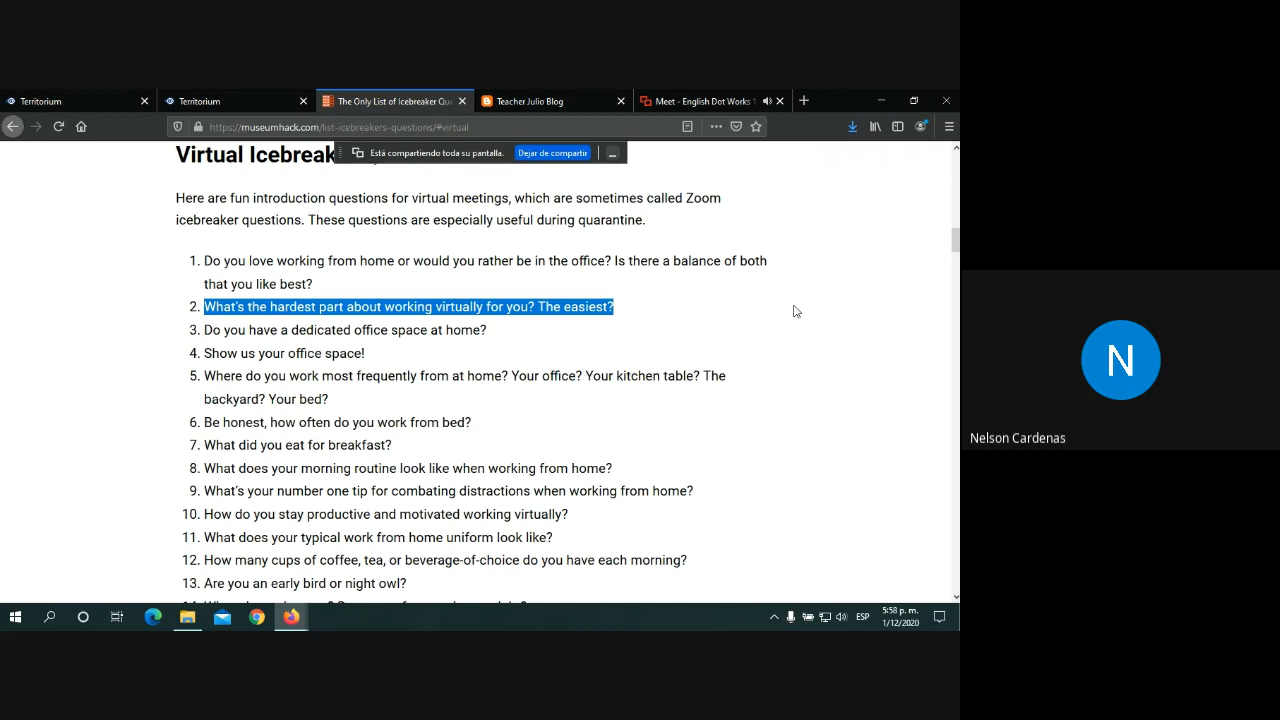 Territorium
Territorium
The Only List of Icebreaker Qu
Teacher Julio Blog
Meet - English Dot Works 1
https://museumhack.com/list-icebreakers-questions/#virtual
Está compartiendo toda su pantalla.
Dejar de compartir
Virtual Icebreak
Here are fun introduction questions for virtual meetings, which are sometimes called Zoom
icebreaker questions. These questions are especially useful during quarantine.
1. Do you love working from home or would you rather be in the office? Is there a balance of both
that you like best?
2. What's the hardest part about working virtually for you? The easiest?
3. Do you have a dedicated office space at home?
4. Show us your office space!
5. Where do you work most frequently from at home? Your office? Your kitchen table? The
backyard? Your bed?
6. Be honest, how often do you work from bed?
7. What did you eat for breakfast?
8. What does your morning routine look like when working from home?
9. What's your number one tip for combating distractions when working from home?
10. How do you stay productive and motivated working virtually?
11. What does your typical work from home uniform look like?
12. How many cups of coffee, tea, or beverage-of-choice do you have each morning?
13. Are you an early bird or night owl?
N
Nelson Cardenas
ESP
5:58 p. m.
1/12/2020